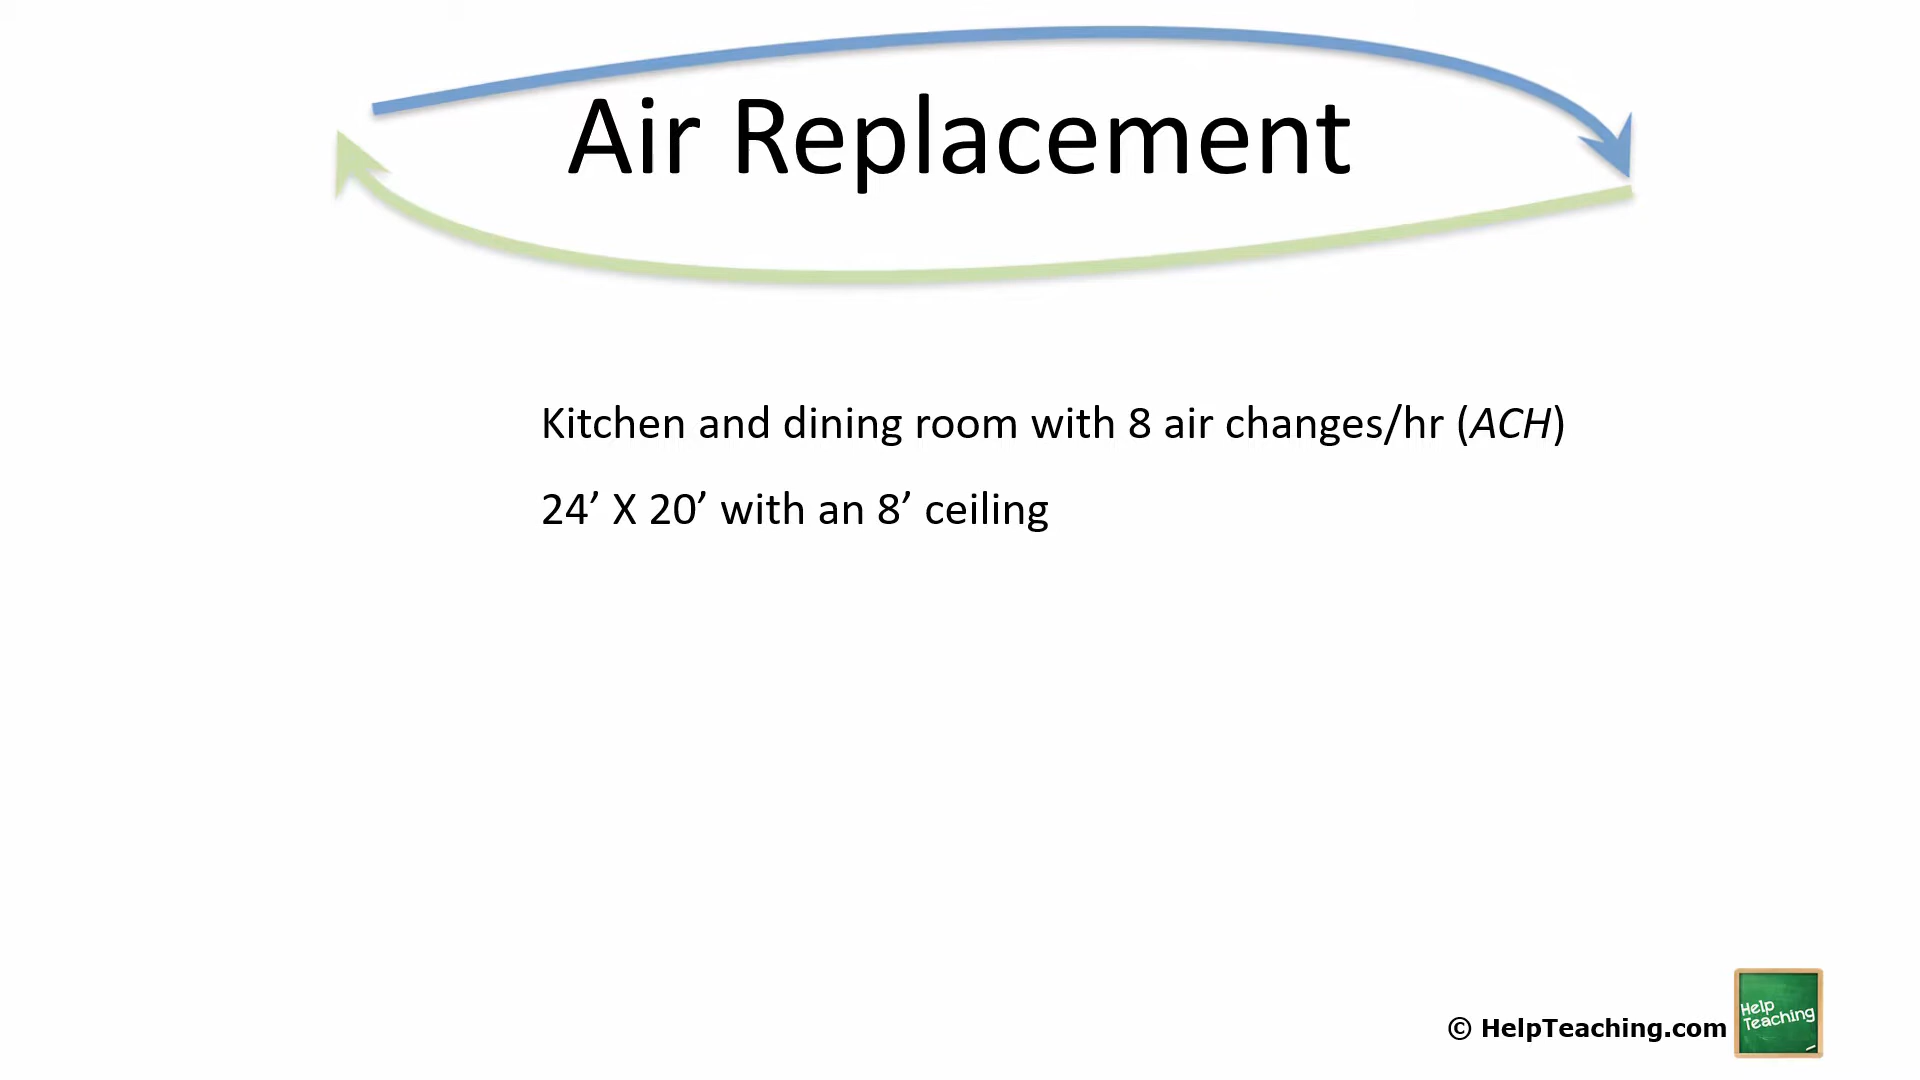 Air Replacement
Kitchen and dining room with 8 air changes/hr (ACH)
24’ X 20’ with an 8’ ceiling
© HelpTeaching.com
Help
Teaching